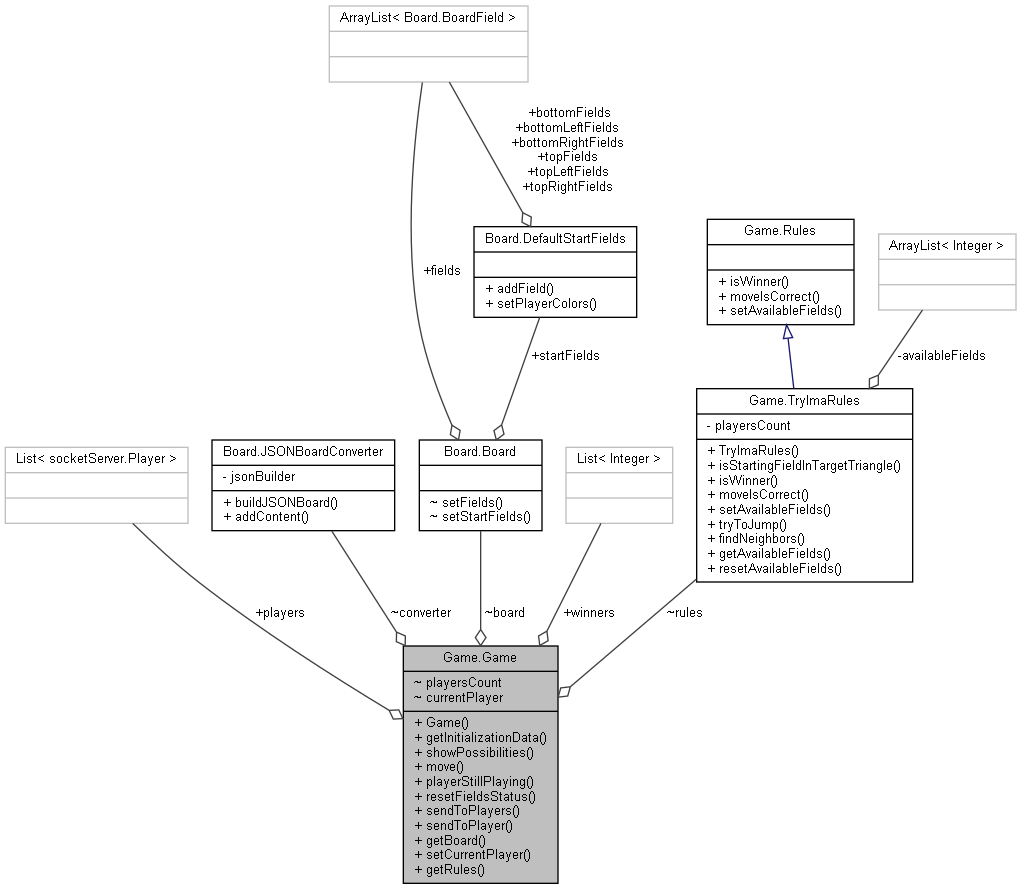 ArrayList< Board.BoardField >
+bottomFields
+bottomLeftFields
+bottomRightFields
+topFields
+topLeftFields
+topRightFields
+fields
Board.DefaultStartFields
+ addField()
+ setPlayerColors()
Game.Rules
+ isWinner()
+ moveIsCorrect()
+ setAvailableFields()
ArrayList< Integer >
+startFields
-availableFields
Game.TrylmaRules
- playersCount
+ TrylmaRules()
+ isStartingFieldInTargetTriangle()
+ isWinner()
+ moveIsCorrect()
+ setAvailableFields()
+ tryToJump()
+ findNeighbors()
+ getAvailableFields()
+ resetAvailableFields()
List< socketServer.Player >
Board.JSONBoardConverter
- jsonBuilder
+ buildJSONBoard()
+ addContent()
Board.Board
~ setFields()
~ setStartFields()
List< Integer >
+players
~converter
~board
+winners
~rules
Game.Game
~ playersCount
~ currentPlayer
+ Game()
+ getInitializationData()
+ showPossibilities()
+ move()
+ playerStillPlaying()
+ resetFieldsStatus()
+ sendToPlayers()
+ sendToPlayer()
+ getBoard()
+ setCurrentPlayer()
+ getRules()